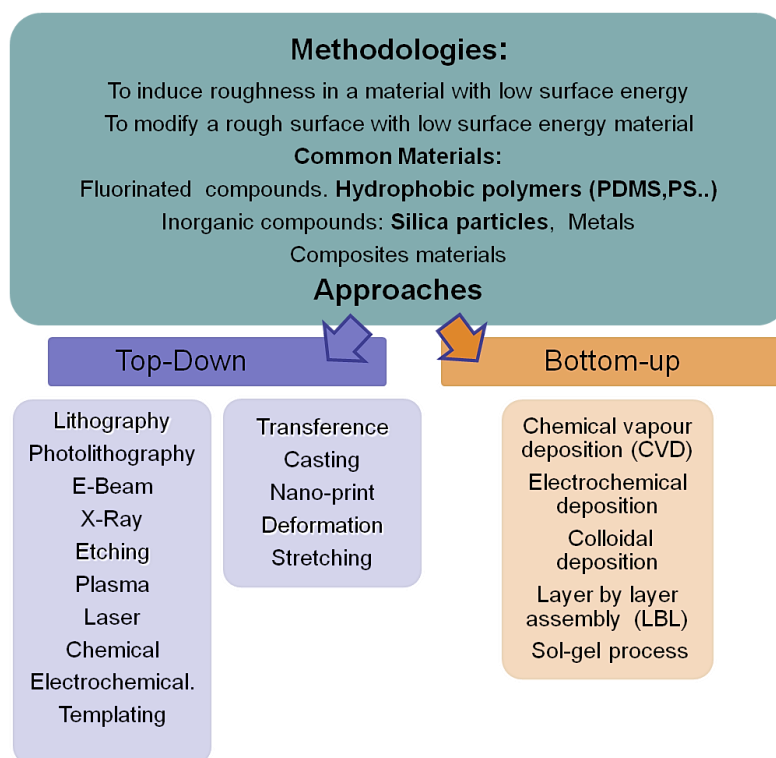 Methodologies:
To induce roughness in a material with low surface energy
To modify a rough surface with low surface energy material
Common Materials:
Fluorinated compounds. Hydrophobic polymers (PDMS,PS..)
Inorganic compounds: Silica particles, Metals
Composites materials
Approaches
Top-Down
Lithography
Photolithography
E-Beam
X-Ray
Etching
Plasma
Laser
Chemical
Electrochemical.
Templating
Transference
Casting
Nano-print
Deformation
Stretching
Bottom-up
Chemical vapour
deposition (CVD)
Electrochemical
deposition
Colloidal
deposition
Layer by layer
assembly (LBL)
Sol-gel process